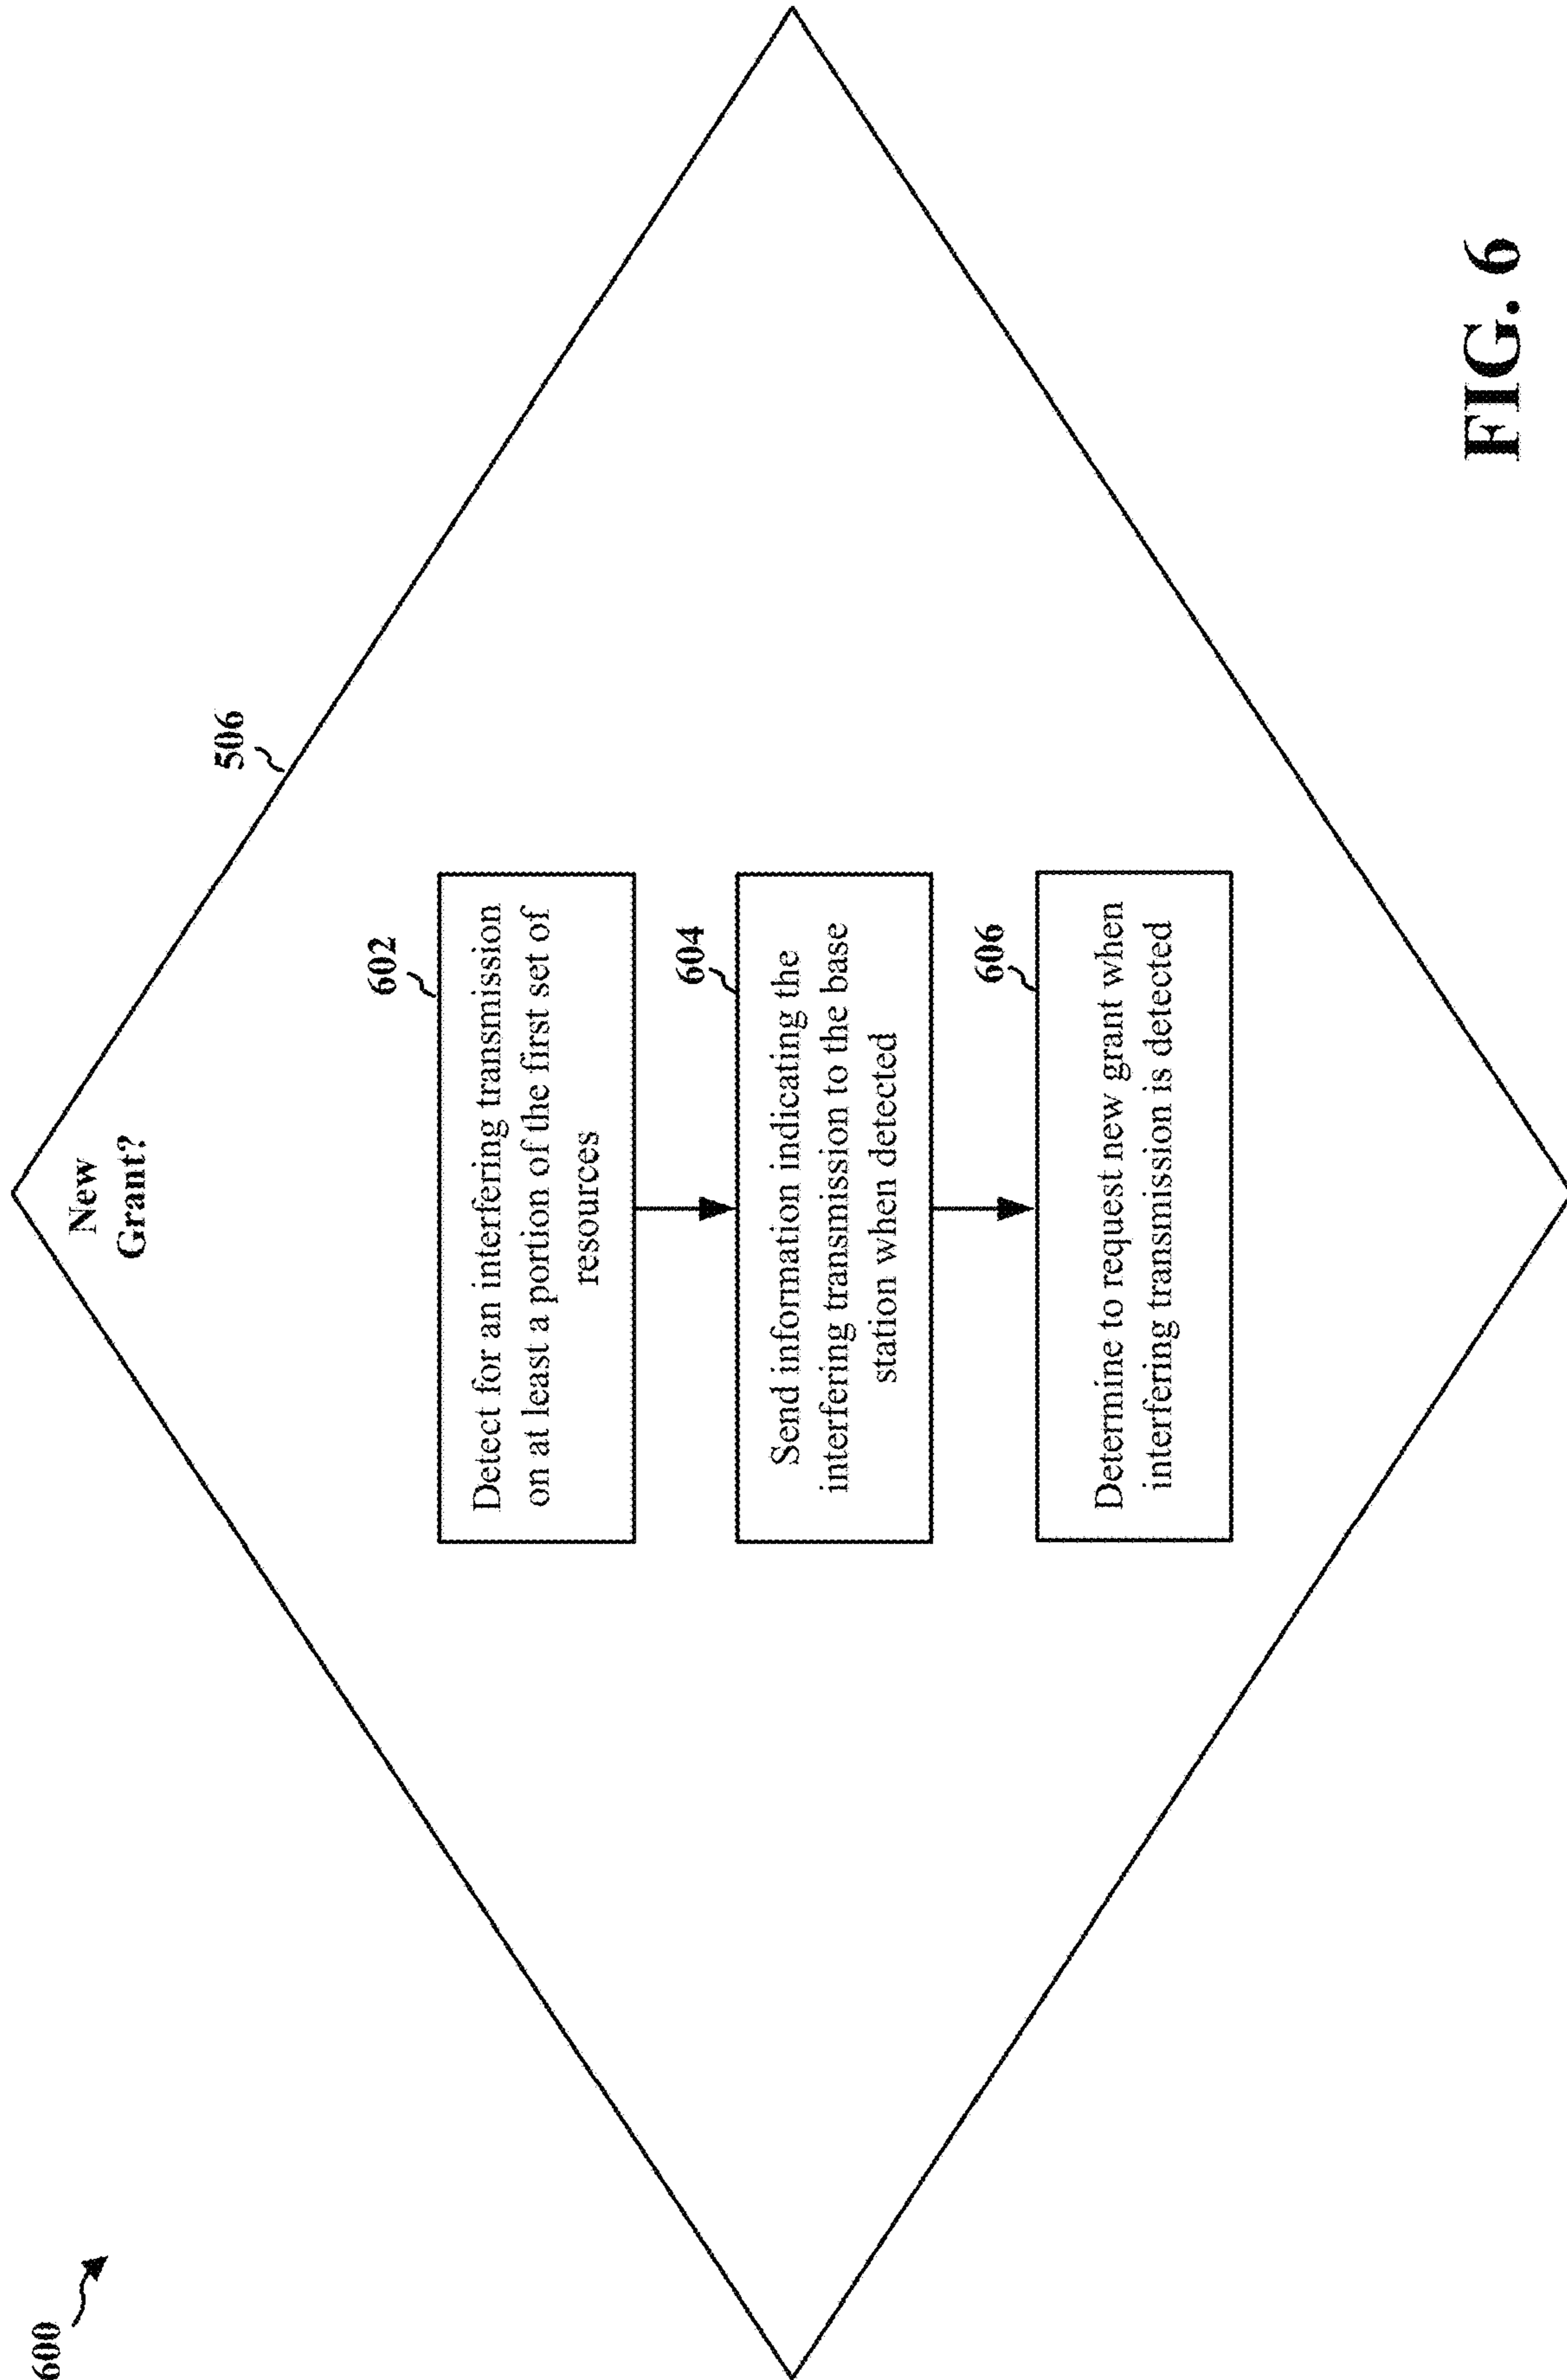 600
New
Grant?
506
602
Detect for an interfering transmission
on at least a portion of the first set of
resources
604
Send information indicating the
interfering transmission to the base
station when detected
606
Determine to request new grant when
interfering transmission is detected
FIG. 6